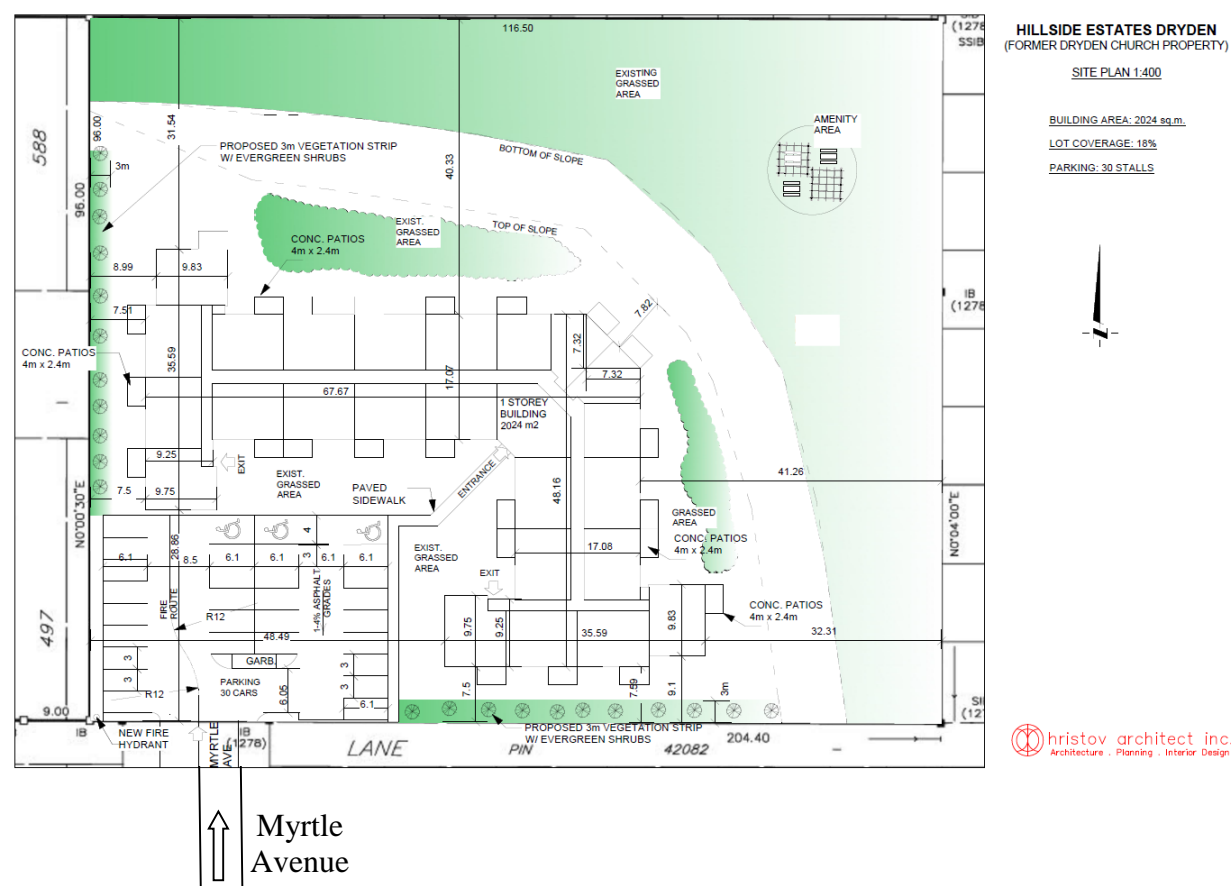 HILLSIDE ESTATES DRYDEN
(FORMER DRYDEN CHURCH PROPERTY)
SITE PLAN 1:400
BUILDING AREA: 2024 sq.m.
LOT COVERAGE: 18%
PARKING: 30 STALLS
(1278
SSIB
116.50
EXISTING
GRASSED
AREA
AMENITY
AREA
588
96.00
31.54
PROPOSED 3m VEGETATION STRIP
W/ EVERGREEN SHRUBS
40.33
BOTTOM OF SLOPE
3m
96.00
EXIST.
GRASSED
AREA
TOP OF SLOPE
CONC. PATIOS
4m x 2.4m
8.99
9.83
7.82
IB
(1278
7.51
CONC. PATIOS
4m x 2.4m
35.59
7.32
17.07
7.32
67.67
1 STOREY
BUILDING
2024 m2
9.25
EXIT
EXIST.
GRASSED
AREA
ENTRANCE
41.26
7.5
9.75
PAVED
SIDEWALK
48.16
N0°00'30"E
N0°04'00"E
GRASSED
AREA
CONC. PATIOS
4m x 2.4m
4
28.86
17.08
EXIST.
GRASSED
AREA
6.1
8.5
6.1
6.1
3
6.1
6.1
EXIT
FIRE
ROUTE
1-4% ASPHALT
GRADES
R12
CONC. PATIOS
4m x 2.4m
497
48.49
9.75
9.25
35.59
9.83
32.31
GARB.
3
3
PARKING
30 CARS
6.05
3
3
R12
6.1
7.5
7.59
9.1
3m
9.00
IB
NEW FIRE
HYDRANT
MYRTLE
AVE
IB
(1278)
LANE
PIN
42082
PROPOSED 3m VEGETATION STRIP
W/ EVERGREEN SHRUBS
204.40
hristov architect inc.
Architecture . Planning . Interior Design
Myrtle
Avenue